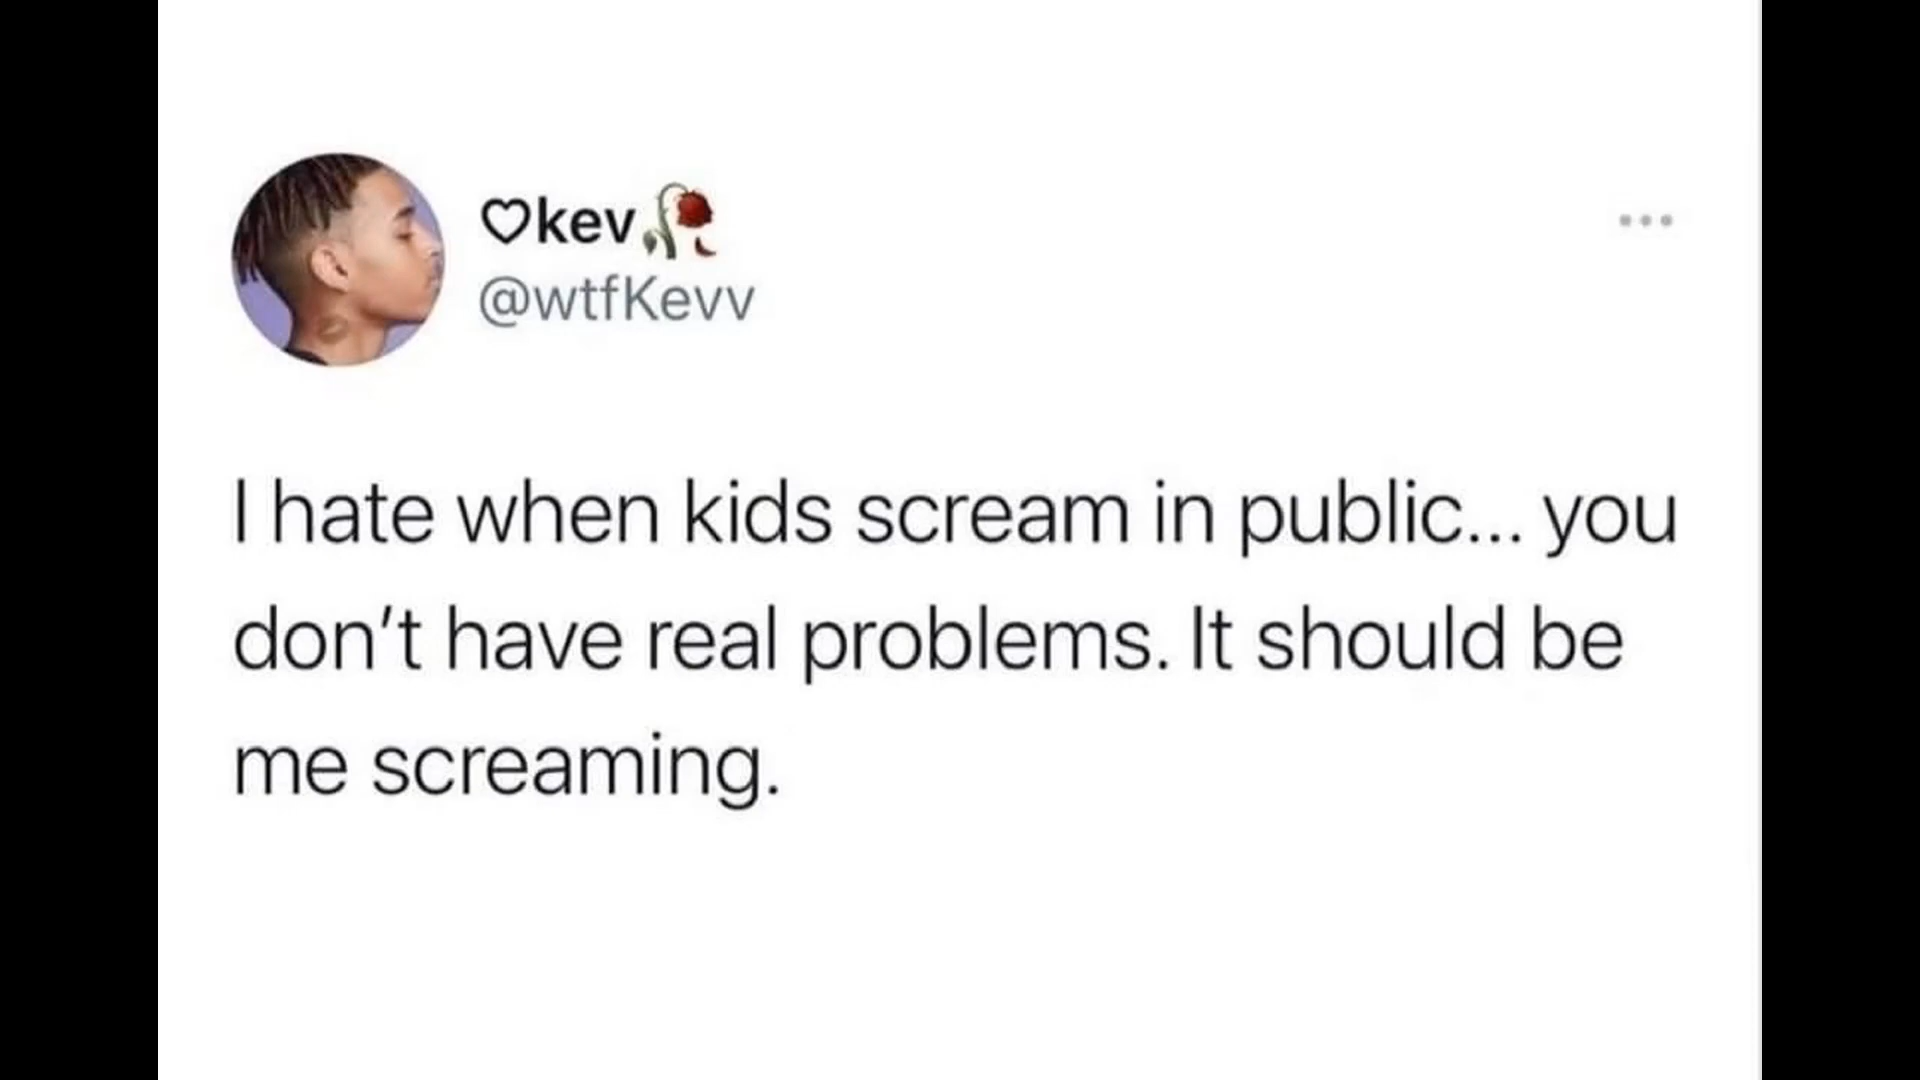 ♡kev🥀
@wtfKevv
I hate when kids scream in public... you
don’t have real problems. It should be
me screaming.